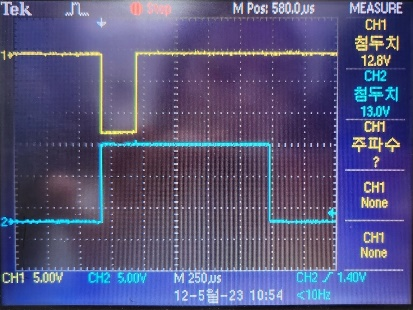 Tek Stop M Pos: 580.0µs MEASURE
CH1
첨두치
12.8V
CH2
첨두치
13.0V
CH1
주파수
?
CH1
None
CH1
None
1
2
CH1 5.00V CH2 5.00V M 250µs CH2 / 1.40V
12-5월-23 10:54 <10Hz